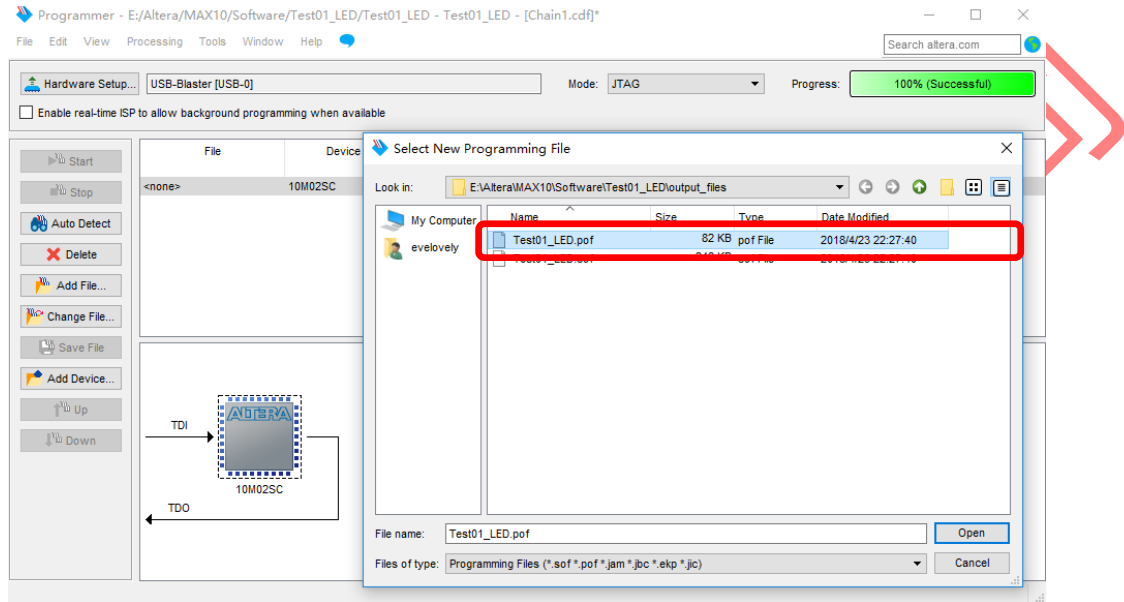 Programmer - E:/Altera/MAX10/Software/Test01_LED/Test01_LED - Test01_LED - [Chain1.cdf]*
File Edit View Processing Tools Window Help
Search altera.com
Hardware Setup... USB-Blaster [USB-0] Mode: JTAG Progress: 100% (Successful)
Enable real-time ISP to allow background programming when available
Start
Stop
Auto Detect
Delete
Add File...
Change File...
Save File
Add Device...
Up
Down
File Device
<none> 10M02SC
TDI
ALTERA
10M02SC
TDO
Select New Programming File
Look in: E:\Altera\MAX10\Software\Test01_LED\output_files
My Computer
evelovely
Name Size Type Date Modified
Test01_LED.pof 82 KB pof File 2018/4/23 22:27:40
File name: Test01_LED.pof Open
Files of type: Programming Files (*.sof *.pof *.jam *.jbc *.ekp *.jic) Cancel